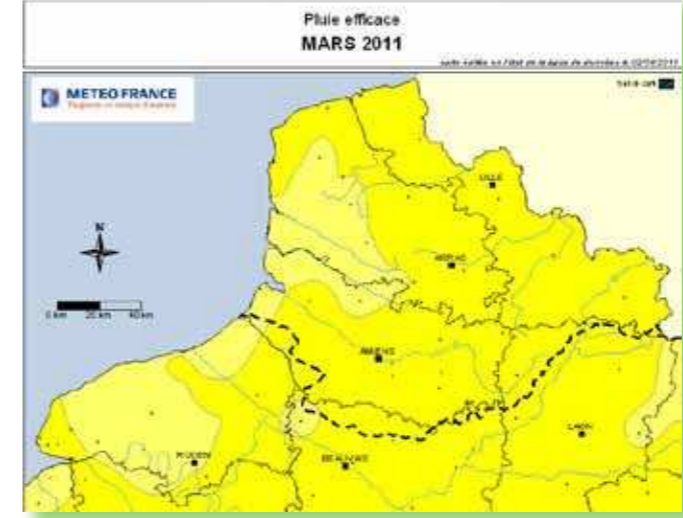 Pluie efficace
MARS 2011
METEO FRANCE
LILLE
ARRAS
N
0 km 20 km 40 km
AMIENS
LAON
ROUEN
BEAUVAIS